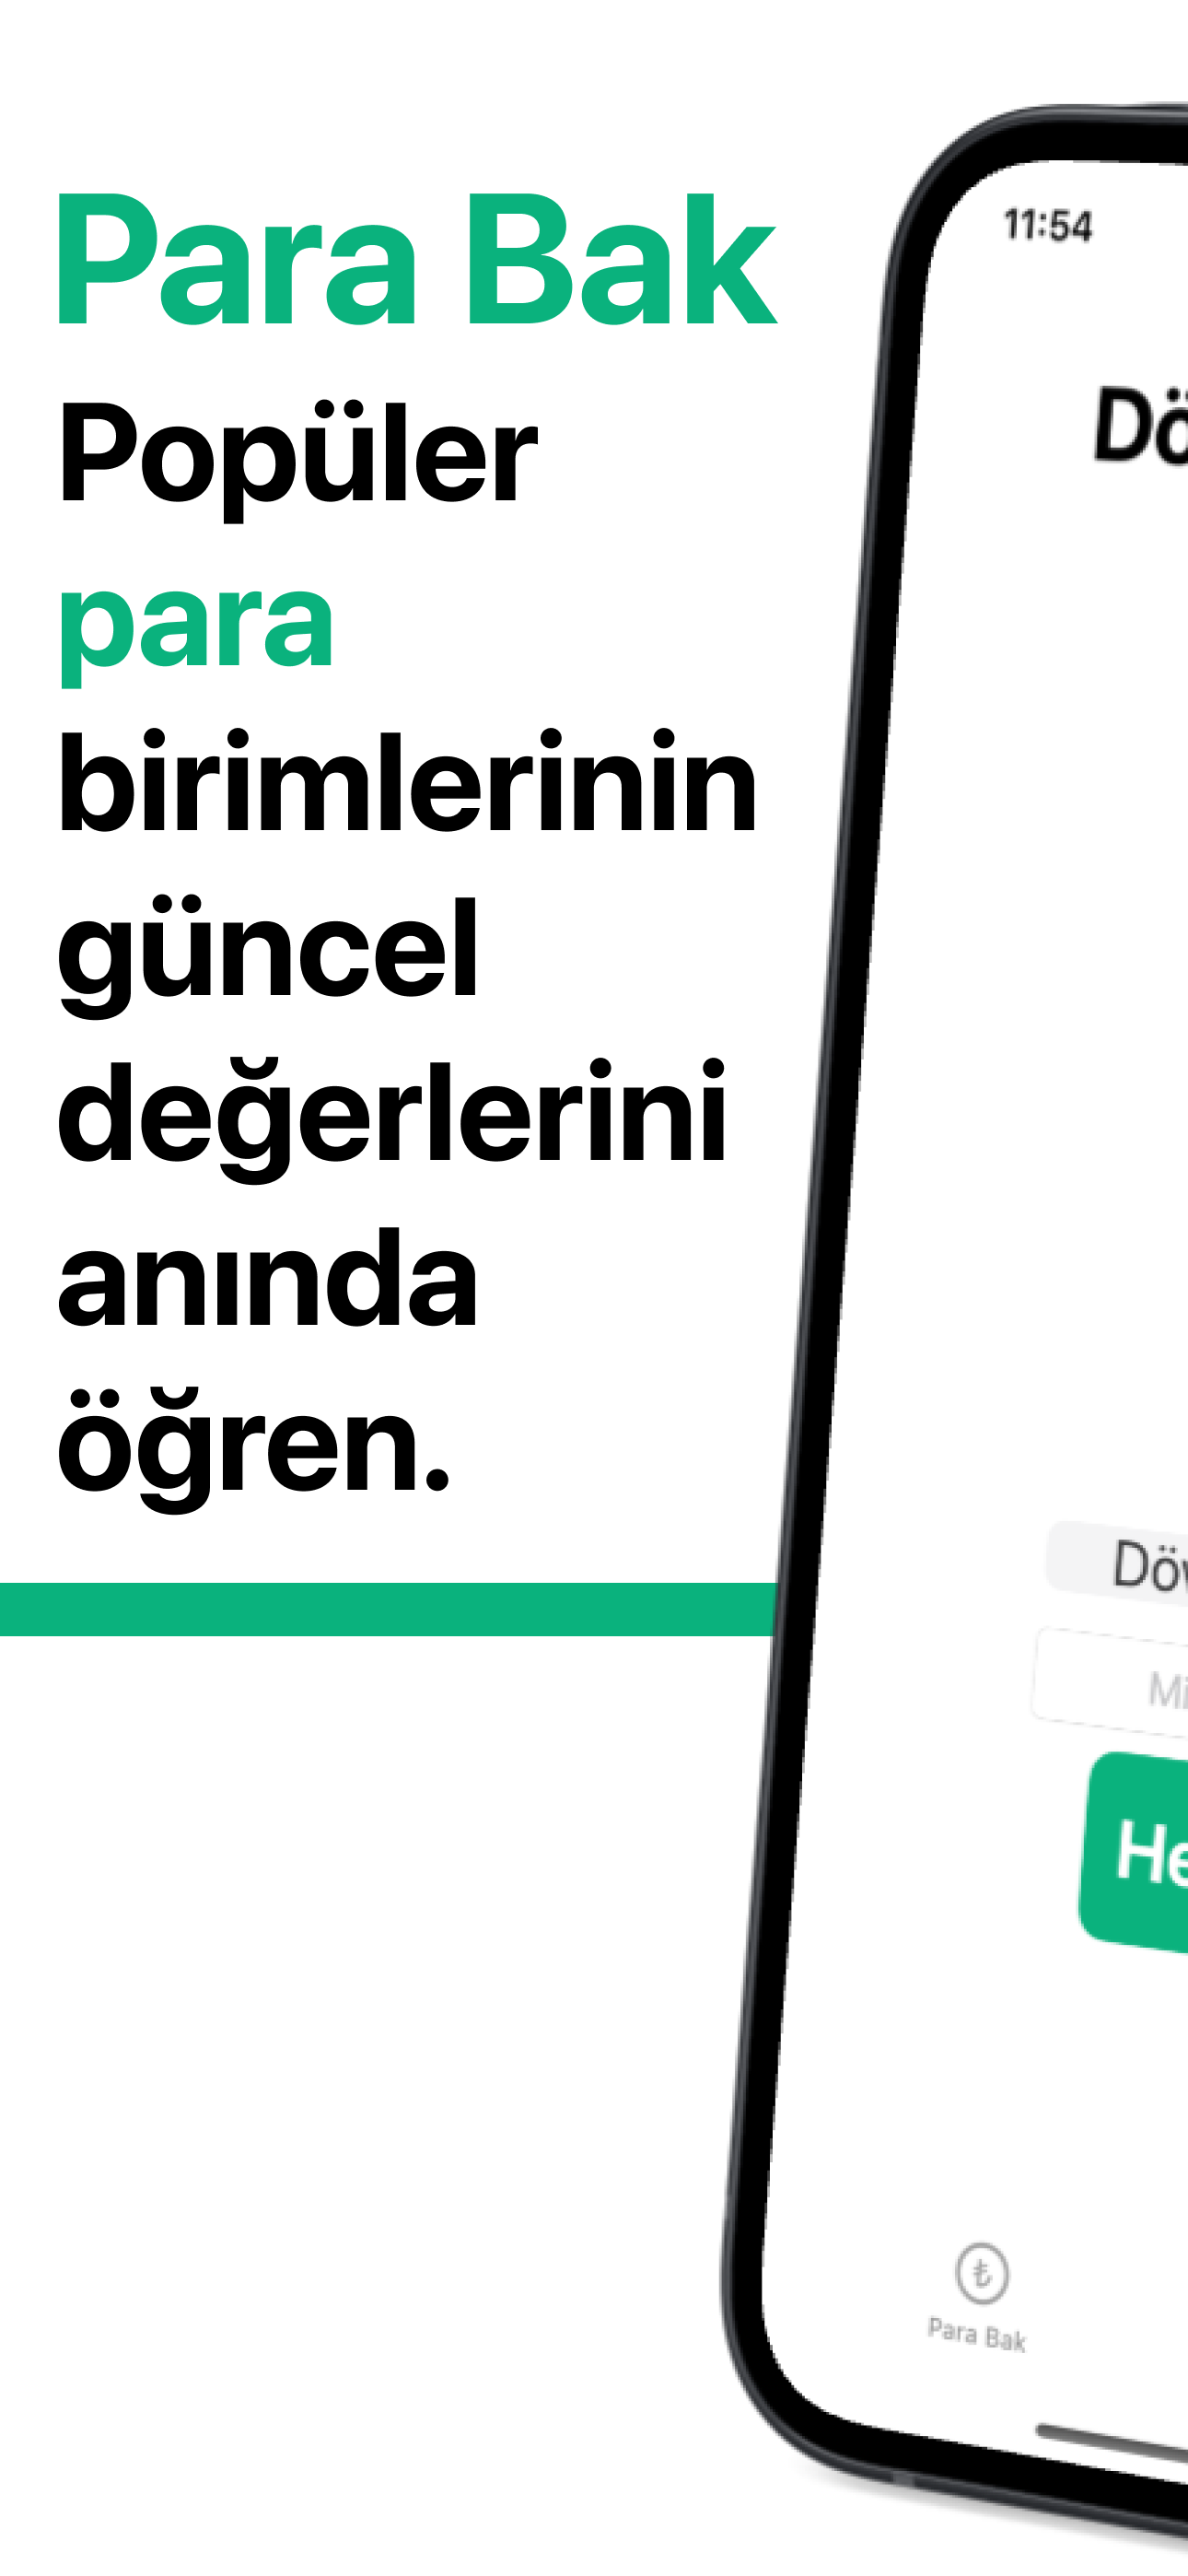 Para Bak
Popüler
para
birimlerinin
güncel
değerlerini
anında
öğren.
11:54
Para Bak